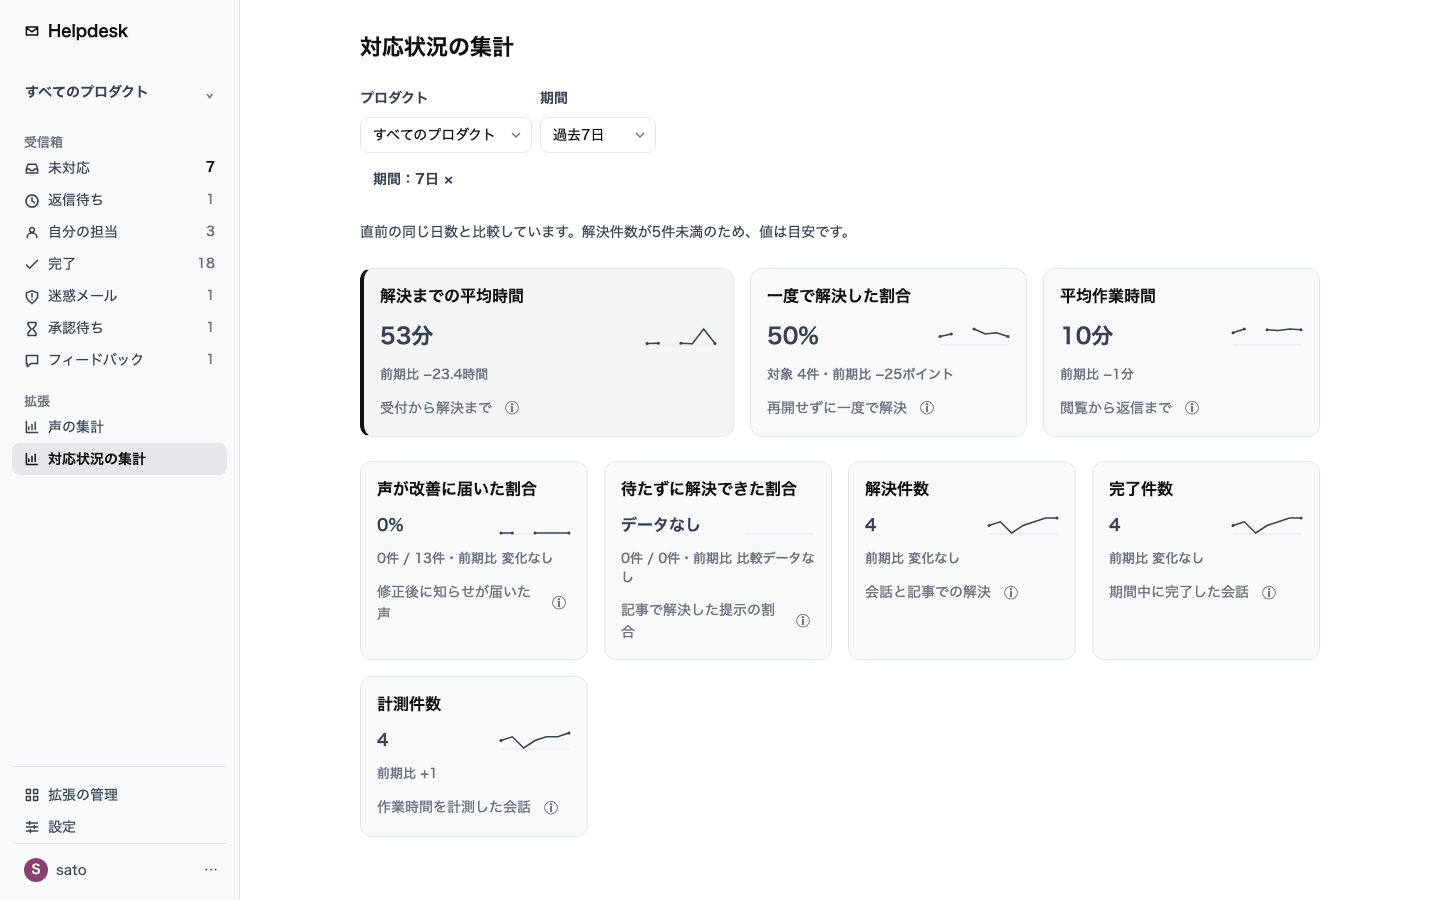 Helpdesk
すべてのプロダクト
受信箱
未対応 7
返信待ち 1
自分の担当 3
完了 18
迷惑メール 1
承認待ち 1
フィードバック 1
拡張
声の集計
対応状況の集計
拡張の管理
設定
S sato …
対応状況の集計
プロダクト 期間
すべてのプロダクト 過去7日
期間：7日 ×
直前の同じ日数と比較しています。解決件数が5件未満のため、値は目安です。
解決までの平均時間
53分
前期比 −23.4時間
受付から解決まで
一度で解決した割合
50%
対象 4件・前期比 −25ポイント
再開せずに一度で解決
平均作業時間
10分
前期比 −1分
閲覧から返信まで
声が改善に届いた割合
0%
0件 / 13件・前期比 変化なし
修正後に知らせが届いた
声
待たずに解決できた割合
データなし
0件 / 0件・前期比 比較データな
し
記事で解決した提示の割
合
解決件数
4
前期比 変化なし
会話と記事での解決
完了件数
4
前期比 変化なし
期間中に完了した会話
計測件数
4
前期比 +1
作業時間を計測した会話